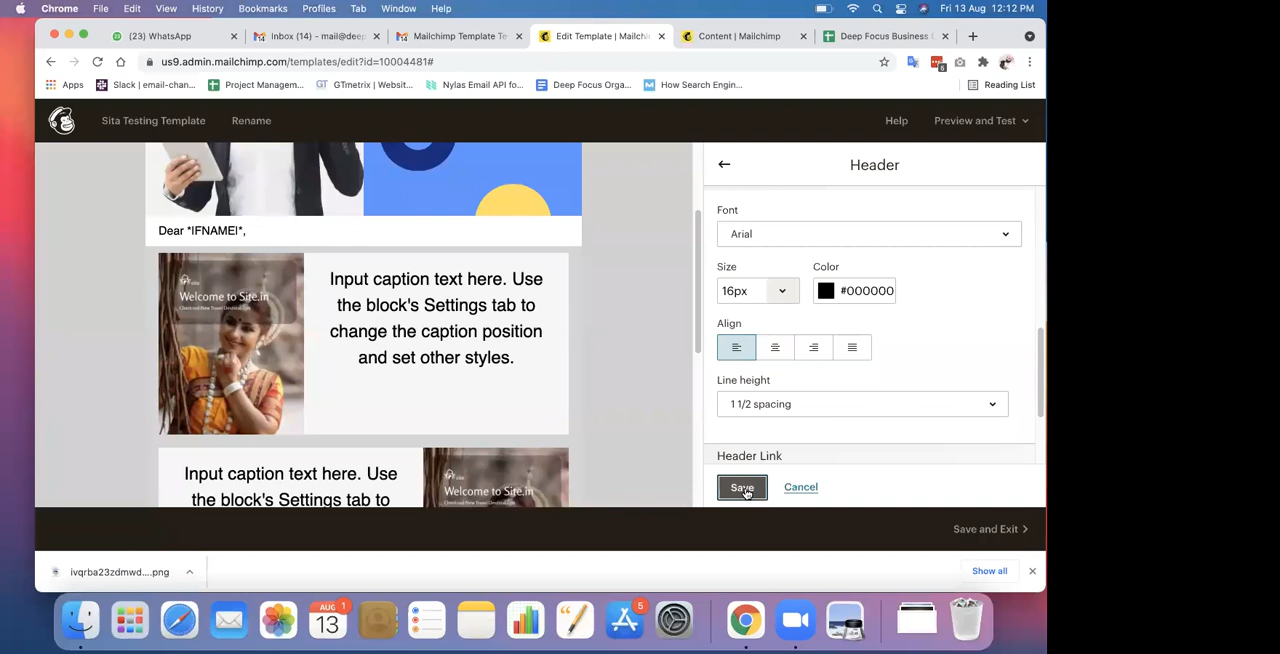 Chrome File Edit View History Bookmarks Profiles Tab Window Help Fri 13 Aug 12:12 PM
(23) WhatsApp Inbox (14) - mail@dee Mailchimp Template Te Edit Template | Mailchi Content | Mailchimp Deep Focus Business
us9.admin.mailchimp.com/templates/edit?id=10004481#
6
Apps Slack | email-chan... Project Managem... GTmetrix | Websit... Nylas Email API fo... Deep Focus Orga... How Search Engin... Reading List
Sita Testing Template Rename Help Preview and Test
Header
Font
Arial
Dear *IFNAMEI*,
Size Color
16px #000000
Input caption text here. Use
the block's Settings tab to
change the caption position
and set other styles.
Welcome to Site.in
Align
Line height
1 1/2 spacing
Input caption text here. Use
the block's Settings tab to
Welcome to Site.in
Header Link
Save Cancel
Save and Exit
ivqrba23zdmwd....png Show all
AUG 1
13
5